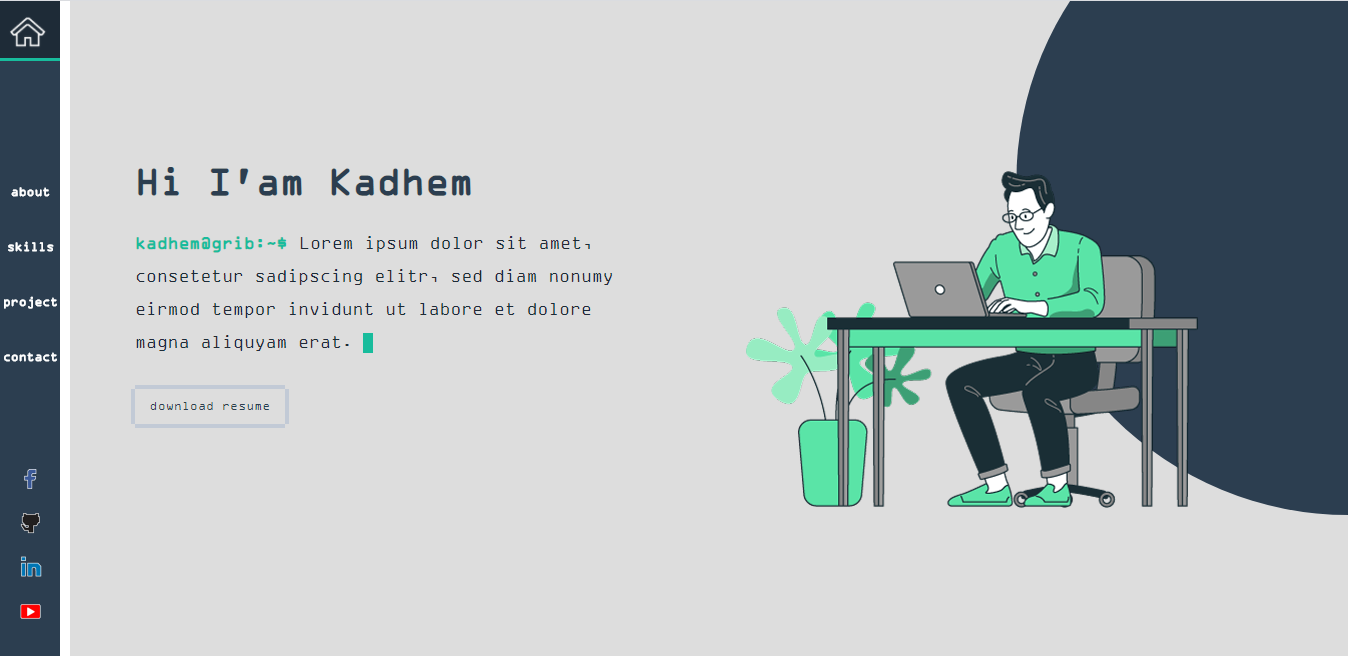 about
skills
project
contact
Hi I'am Kadhem
kadhem@grib:~$ Lorem ipsum dolor sit amet,
consetetur sadipscing elitr, sed diam nonumy
eirmod tempor invidunt ut labore et dolore
magna aliquyam erat.
download resume
f
in